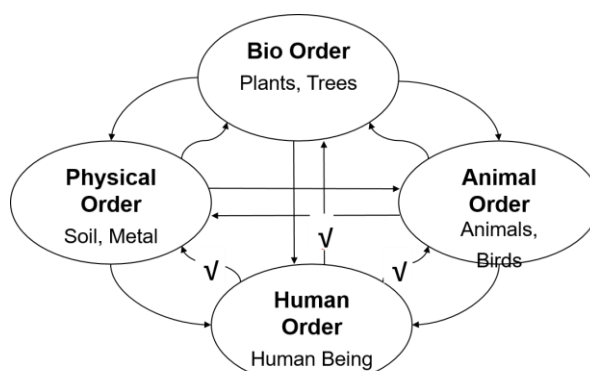 Bio Order
Plants, Trees
Physical
Order
Soil, Metal
Animal
Order
Animals,
Birds
√
√
√
Human
Order
Human Being